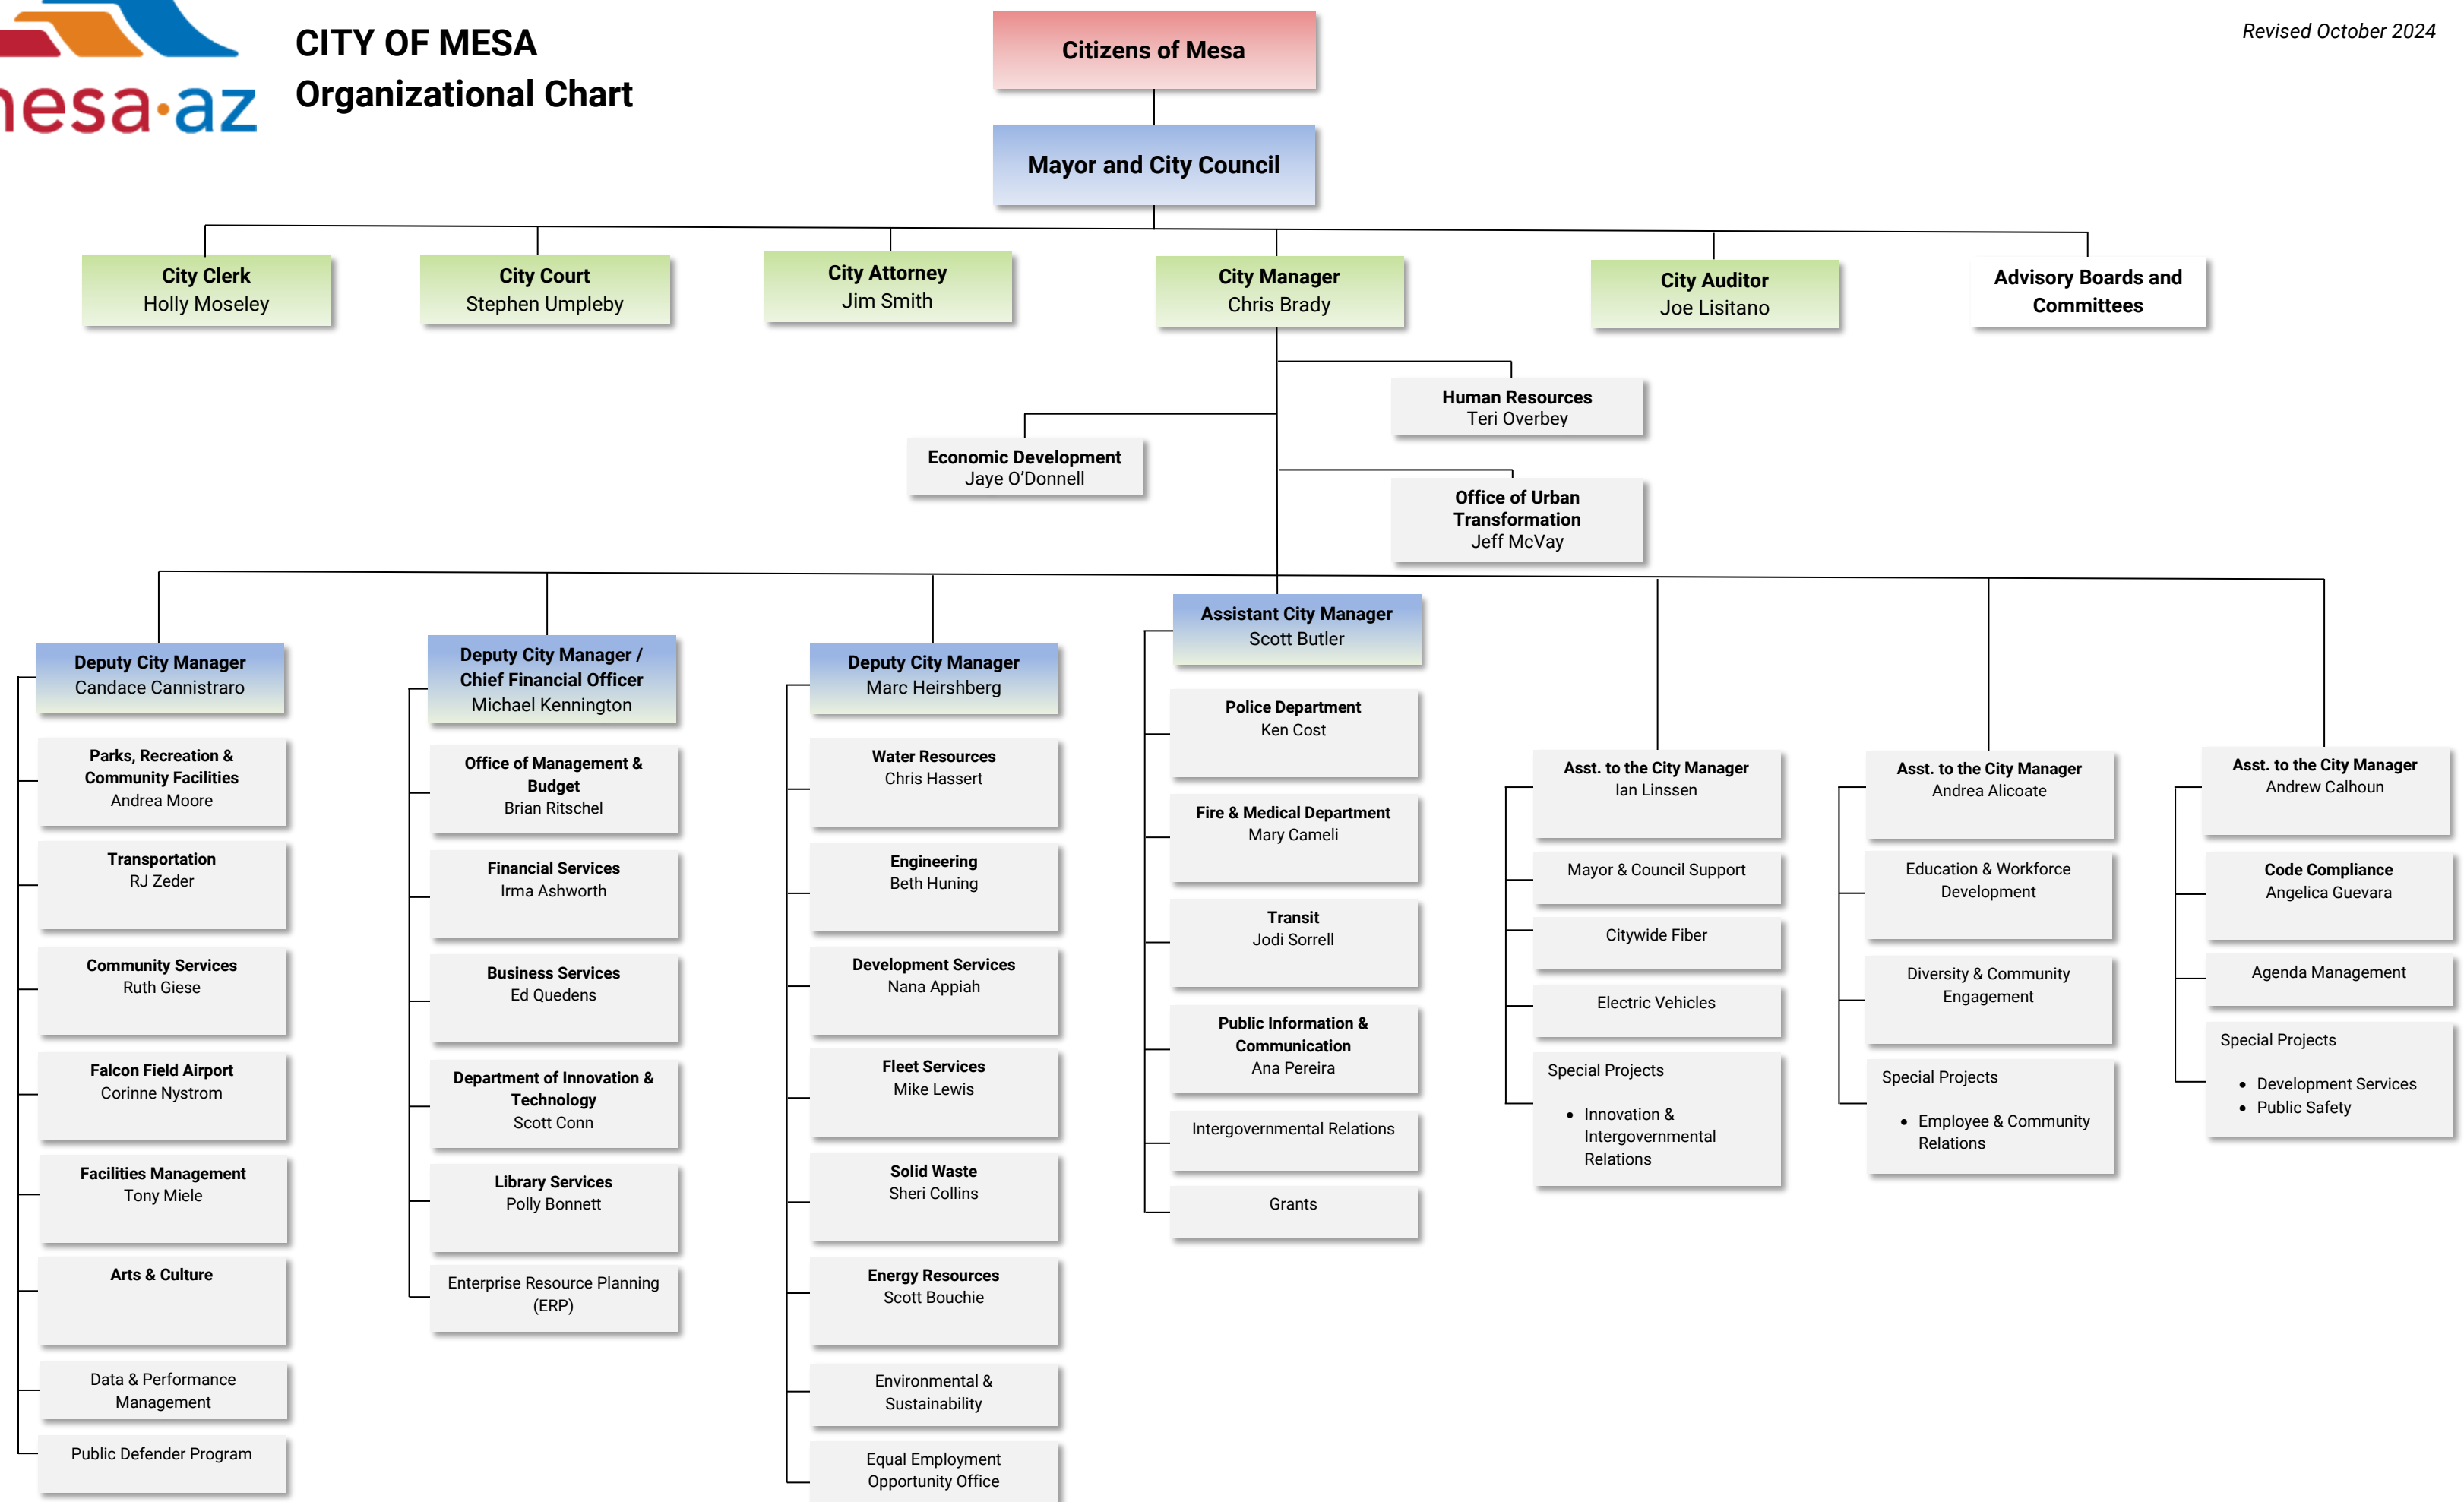 mesa·az
CITY OF MESA
Organizational Chart
Revised October 2024
Citizens of Mesa
Mayor and City Council
City Clerk
Holly Moseley
City Court
Stephen Umpleby
City Attorney
Jim Smith
City Manager
Chris Brady
City Auditor
Joe Lisitano
Advisory Boards and
Committees
Human Resources
Teri Overbey
Economic Development
Jaye O’Donnell
Office of Urban
Transformation
Jeff McVay
Deputy City Manager
Candace Cannistraro
Parks, Recreation &
Community Facilities
Andrea Moore
Transportation
RJ Zeder
Community Services
Ruth Giese
Falcon Field Airport
Corinne Nystrom
Facilities Management
Tony Miele
Arts & Culture
Data & Performance
Management
Public Defender Program
Deputy City Manager /
Chief Financial Officer
Michael Kennington
Office of Management &
Budget
Brian Ritschel
Financial Services
Irma Ashworth
Business Services
Ed Quedens
Department of Innovation &
Technology
Scott Conn
Library Services
Polly Bonnett
Enterprise Resource Planning
(ERP)
Deputy City Manager
Marc Heirshberg
Water Resources
Chris Hassert
Engineering
Beth Huning
Development Services
Nana Appiah
Fleet Services
Mike Lewis
Solid Waste
Sheri Collins
Energy Resources
Scott Bouchie
Environmental &
Sustainability
Equal Employment
Opportunity Office
Assistant City Manager
Scott Butler
Police Department
Ken Cost
Fire & Medical Department
Mary Cameli
Transit
Jodi Sorrell
Public Information &
Communication
Ana Pereira
Intergovernmental Relations
Grants
Asst. to the City Manager
Ian Linssen
Mayor & Council Support
Citywide Fiber
Electric Vehicles
Special Projects
• Innovation &
Intergovernmental
Relations
Asst. to the City Manager
Andrea Alicoate
Education & Workforce
Development
Diversity & Community
Engagement
Special Projects
• Employee & Community
Relations
Asst. to the City Manager
Andrew Calhoun
Code Compliance
Angelica Guevara
Agenda Management
Special Projects
• Development Services
• Public Safety